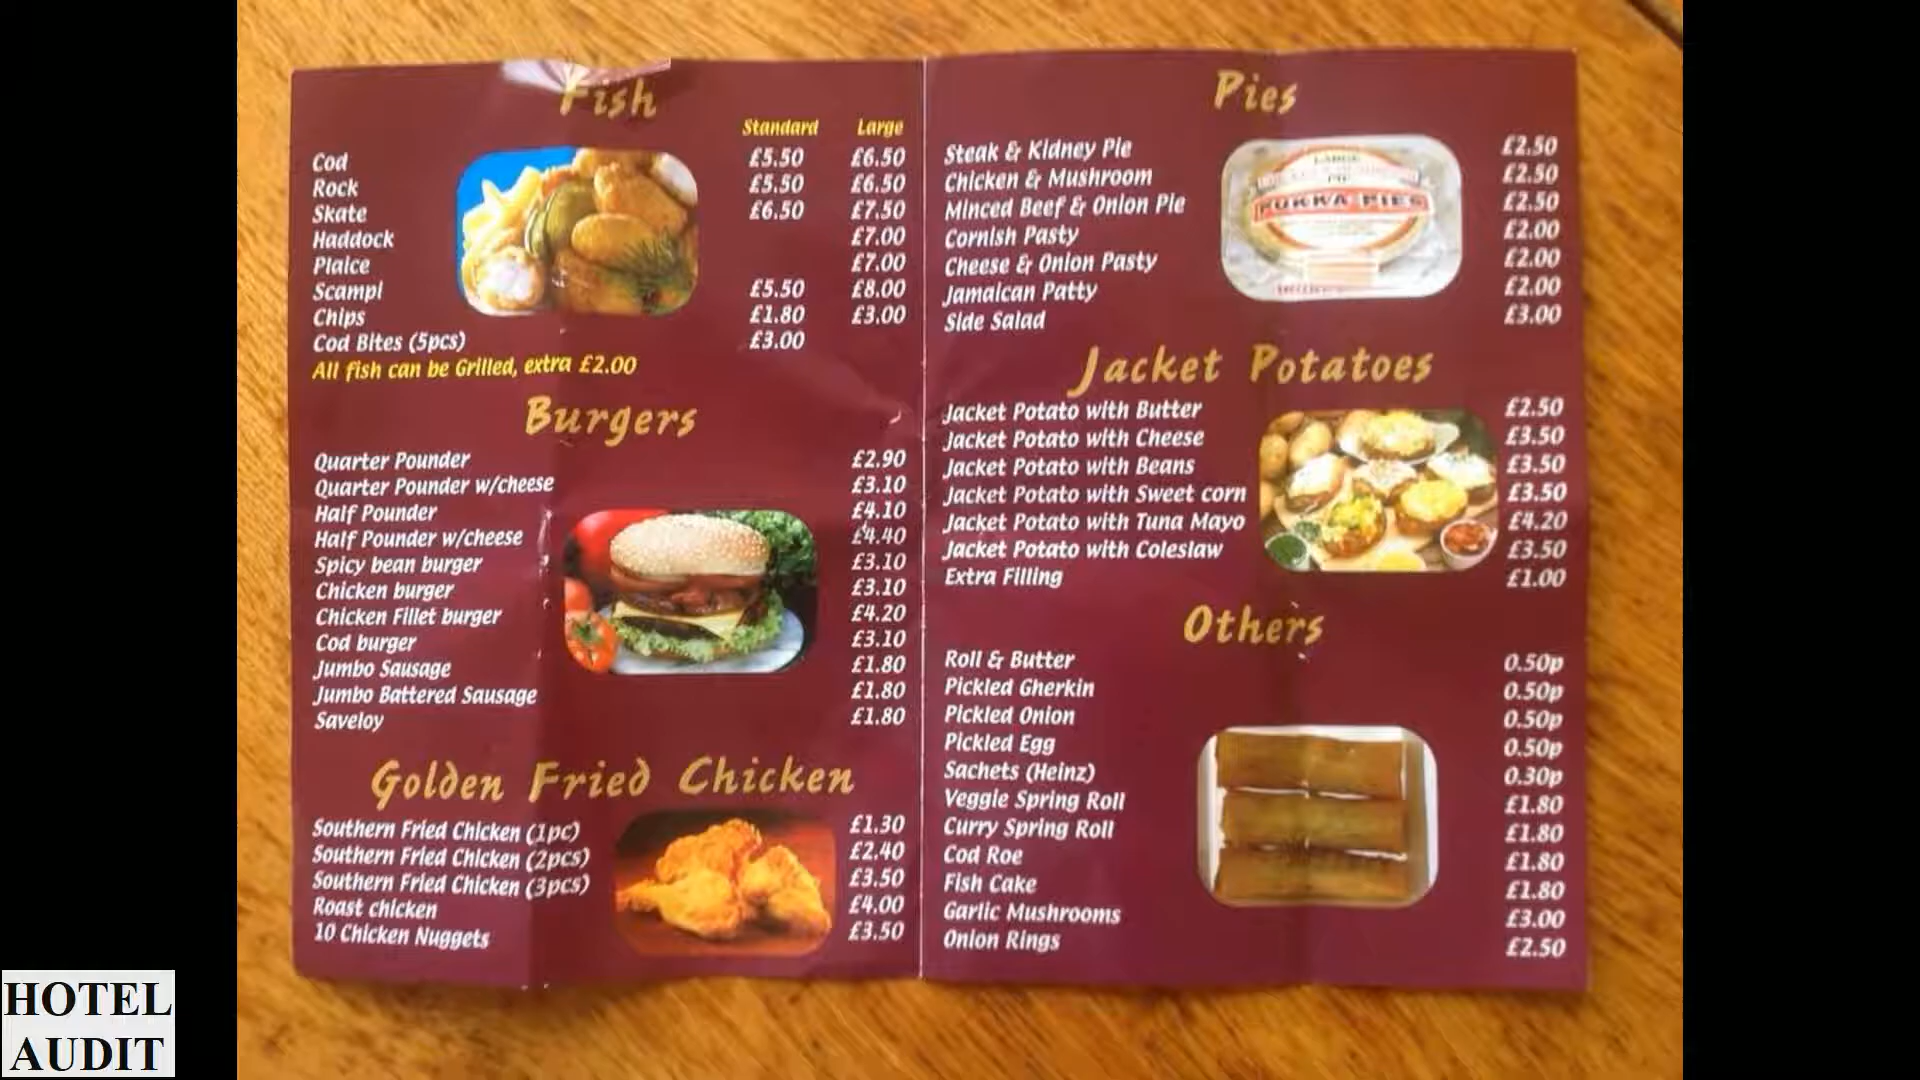 Fish
Standard Large
Cod £5.50 £6.50
Rock £5.50 £6.50
Skate £6.50 £7.50
Haddock £7.00
Plaice £7.00
Scampi £5.50 £8.00
Chips £1.80 £3.00
Cod Bites (5pcs) £3.00
All fish can be Grilled, extra £2.00
Burgers
Quarter Pounder £2.90
Quarter Pounder w/cheese £3.10
Half Pounder £4.10
Half Pounder w/cheese £4.40
Spicy bean burger £3.10
Chicken burger £3.10
Chicken Fillet burger £4.20
Cod burger £3.10
Jumbo Sausage £1.80
Jumbo Battered Sausage £1.80
Saveloy £1.80
Golden Fried Chicken
Southern Fried Chicken (1pc) £1.30
Southern Fried Chicken (2pcs) £2.40
Southern Fried Chicken (3pcs) £3.50
Roast chicken £4.00
10 Chicken Nuggets £3.50
Pies
Steak & Kidney Pie £2.50
Chicken & Mushroom £2.50
Minced Beef & Onion Pie £2.50
Cornish Pasty £2.00
Cheese & Onion Pasty £2.00
Jamaican Patty £2.00
Side Salad £3.00
LARGE
PIE
PUKKA PIES
Jacket Potatoes
Jacket Potato with Butter £2.50
Jacket Potato with Cheese £3.50
Jacket Potato with Beans £3.50
Jacket Potato with Sweet corn £3.50
Jacket Potato with Tuna Mayo £4.20
Jacket Potato with Coleslaw £3.50
Extra Filling £1.00
Others
Roll & Butter 0.50p
Pickled Gherkin 0.50p
Pickled Onion 0.50p
Pickled Egg 0.50p
Sachets (Heinz) 0.30p
Veggie Spring Roll £1.80
Curry Spring Roll £1.80
Cod Roe £1.80
Fish Cake £1.80
Garlic Mushrooms £3.00
Onion Rings £2.50
HOTEL
AUDIT